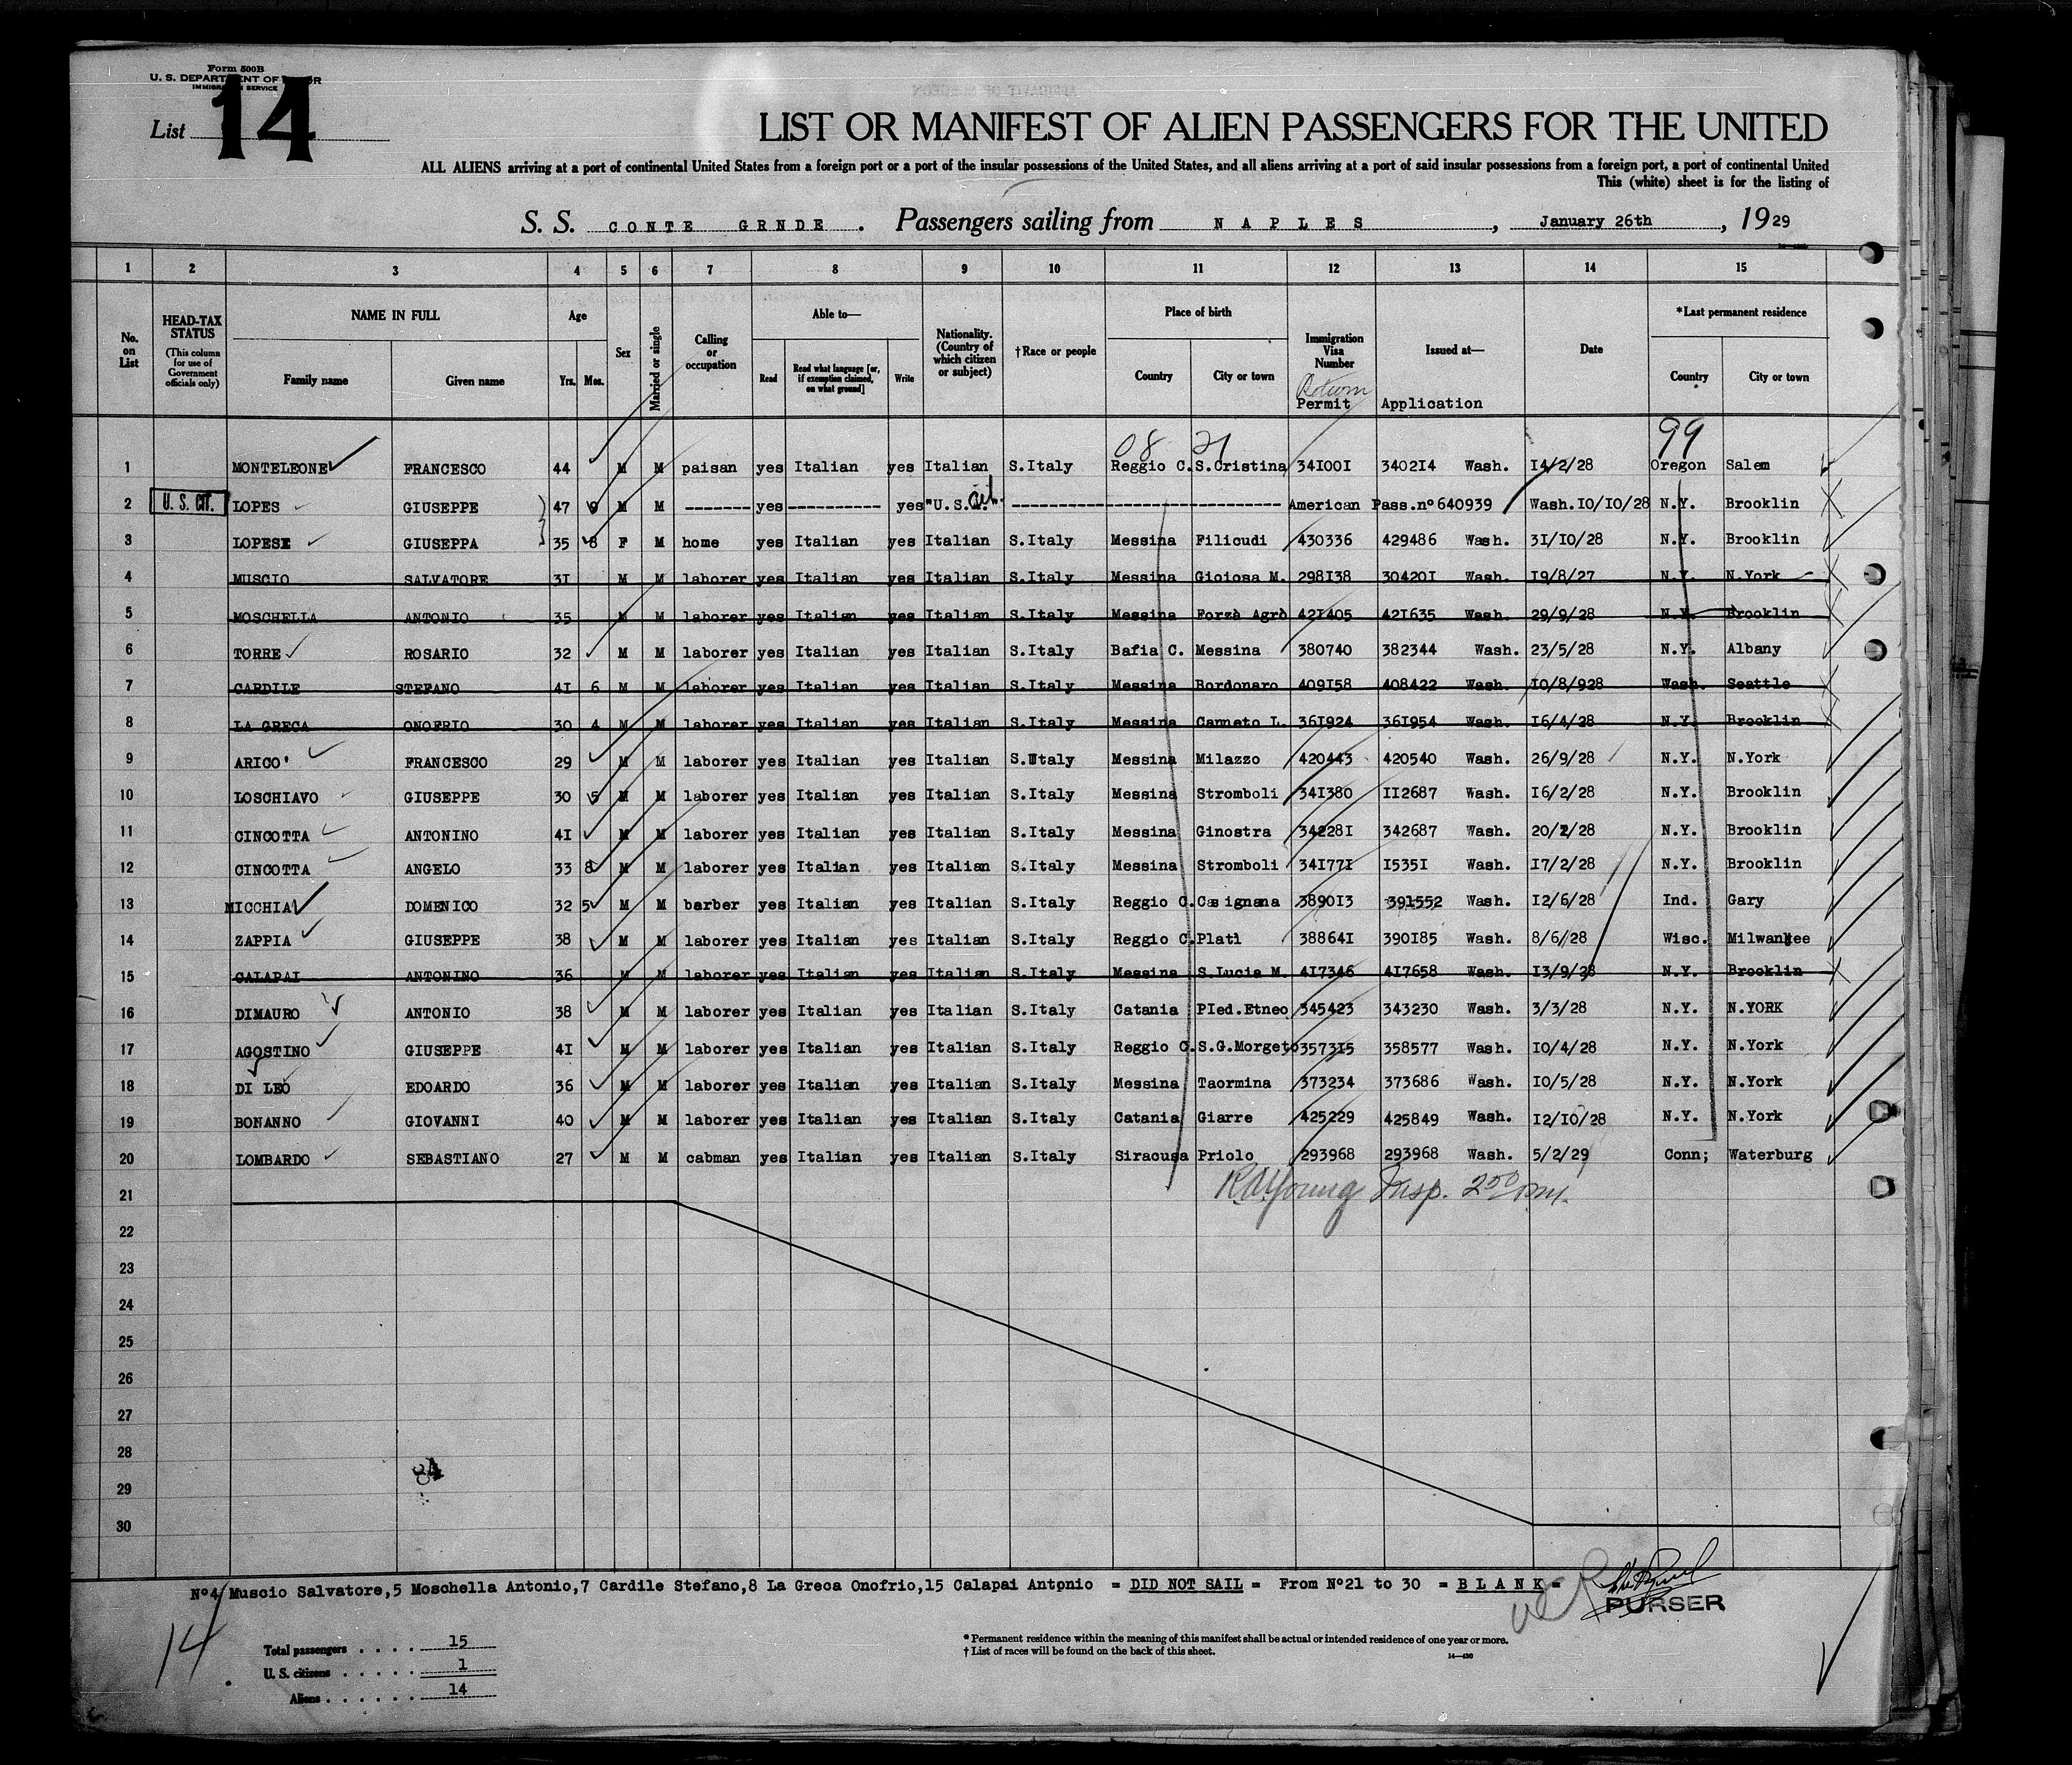 Form 500B
U. S. DEPARTMENT OF
IMMIGRATION SERVICE
List 14
LIST OR MANIFEST OF ALIEN PASSENGERS FOR THE UNITED
ALL ALIENS arriving at a port of continental United States from a foreign port or a port of the insular possessions of the United States, and all aliens arriving at a port of said insular possessions from a foreign port, a port of continental United
This (white) sheet is for the listing of
S. S. CONTE GRNDE . Passengers sailing from NAPLES , January 26th , 1929
1 2 3 4 5 6 7 8 9 10 11 12 13 14 15
No. on List
HEAD-TAX STATUS (This column for use of Government officials only)
NAME IN FULL Family name Given name
Age Yrs. Mos.
Sex
Married or single
Calling or occupation
Able to— Read Read what language [or, if exemption claimed, on what ground] Write
Nationality. (Country of which citizen or subject)
†Race or people
Place of birth Country City or town
Immigration Visa Number Return Permit
Issued at— Application
Date
*Last permanent residence Country City or town
08 21 99
1 MONTELEONE FRANCESCO 44 M M paisan yes Italian yes Italian S.Italy Reggio C. S.Cristina 341001 340214 Wash. 14/2/28 Oregon Salem
2 U. S. CIT. LOPES GIUSEPPE 47 9 M M ------- yes ---------- yes "U.S.a. Cit. ---------------------------- American Pass.n° 640939 Wash.10/10/28 N.Y. Brooklin
3 LOPESI GIUSEPPA 35 8 F M home yes Italian yes Italian S.Italy Messina Filicudi 430336 429486 Wash. 31/10/28 N.Y. Brooklin
4 MUSCIO SALVATORE 31 M M laborer yes Italian yes Italian S.Italy Messina Gioiosa M. 298138 304201 Wash. 19/8/27 N.Y. N.York
5 MOSCHELLA ANTONIO 35 M M laborer yes Italian yes Italian S.Italy Messina Forzà Agrò 421405 421635 Wash. 29/9/28 N.Y. Brooklin
6 TORRE ROSARIO 32 M M laborer yes Italian yes Italian S.Italy Bafia C. Messina 380740 382344 Wash. 23/5/28 N.Y. Albany
7 CARDILE STEFANO 41 6 M M laborer yes Italian yes Italian S.Italy Messina Bordonaro 409158 408422 Wash. 10/8/928 Wash. Seattle
8 LA GRECA ONOFRIO 30 4 M M laborer yes Italian yes Italian S.Italy Messina Canneto L. 361924 361954 Wash. 16/4/28 N.Y. Brooklin
9 ARICO' FRANCESCO 29 M M laborer yes Italian yes Italian S.Italy Messina Milazzo 420443 420540 Wash. 26/9/28 N.Y. N.York
10 LOSCHIAVO GIUSEPPE 30 5 M M laborer yes Italian yes Italian S.Italy Messina Stromboli 341380 112687 Wash. 16/2/28 N.Y. Brooklin
11 CINCOTTA ANTONINO 41 M M laborer yes Italian yes Italian S.Italy Messina Ginostra 342281 342687 Wash. 20/2/28 N.Y. Brooklin
12 CINCOTTA ANGELO 33 8 M M laborer yes Italian yes Italian S.Italy Messina Stromboli 341771 15351 Wash. 17/2/28 N.Y. Brooklin
13 MICCHIA DOMENICO 32 5 M M barber yes Italian yes Italian S.Italy Reggio C. Casignana 389013 391552 Wash. 12/6/28 Ind. Gary
14 ZAPPIA GIUSEPPE 38 M M laborer yes Italian yes Italian S.Italy Reggio C. Platì 388641 390185 Wash. 8/6/28 Wisc. Milwankee
15 CALAPAI ANTONINO 36 M M laborer yes Italian yes Italian S.Italy Messina S.Lucia M. 417346 417658 Wash. 13/9/28 N.Y. Brooklin
16 DIMAURO ANTONIO 38 M M laborer yes Italian yes Italian S.Italy Catania PIed.Etneo 345423 343230 Wash. 3/3/28 N.Y. N.YORK
17 AGOSTINO GIUSEPPE 41 M M laborer yes Italian yes Italian S.Italy Reggio C. S.G.Morgeto 357315 358577 Wash. 10/4/28 N.Y. N.York
18 DI LEO EDOARDO 36 M M laborer yes Italian yes Italian S.Italy Messina Taormina 373234 373686 Wash. 10/5/28 N.Y. N.York
19 BONANNO GIOVANNI 40 M M laborer yes Italian yes Italian S.Italy Catania Giarre 425229 425849 Wash. 12/10/28 N.Y. N.York
20 LOMBARDO SEBASTIANO 27 M M cabman yes Italian yes Italian S.Italy Siracusa Priolo 293968 293968 Wash. 5/2/29 Conn; Waterburg
RAYoung Insp. 2⁵⁰ pm.
21
22
23
24
25
26
27
28
29
30
N°4 Muscio Salvatore,5 Moschella Antonio,7 Cardile Stefano,8 La Greca Onofrio,15 Calapai Antonio = DID NOT SAIL = From N°21 to 30 = BLANK =
PURSER
14
Total passengers . . . . 15
U. S. citizens . . . . . 1
Aliens . . . . . . 14
* Permanent residence within the meaning of this manifest shall be actual or intended residence of one year or more.
† List of races will be found on the back of this sheet.
14—430